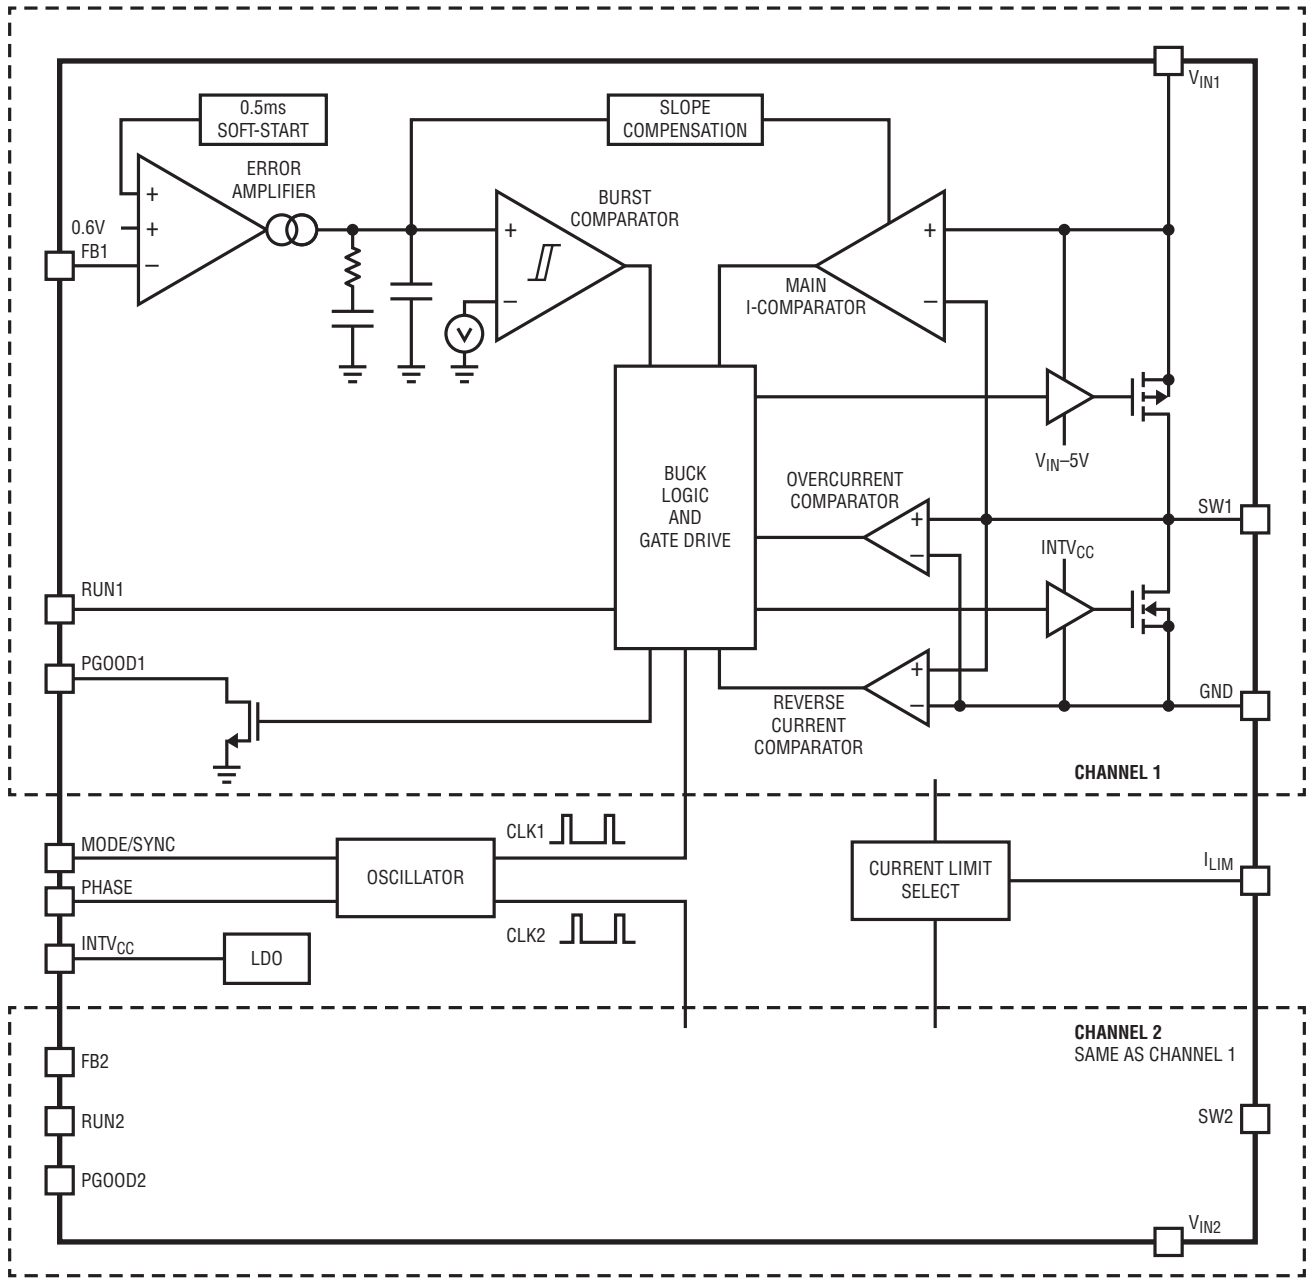 V_IN1
0.5ms
SOFT-START
SLOPE
COMPENSATION
ERROR
AMPLIFIER
BURST
COMPARATOR
+
0.6V
+
FB1
–
+
–
V
+
–
MAIN
I-COMPARATOR
V_IN–5V
BUCK
LOGIC
AND
GATE DRIVE
OVERCURRENT
COMPARATOR
+
–
SW1
INTV_CC
RUN1
PGOOD1
+
–
REVERSE
CURRENT
COMPARATOR
GND
CHANNEL 1
MODE/SYNC
PHASE
OSCILLATOR
CLK1
CLK2
CURRENT LIMIT
SELECT
I_LIM
INTV_CC
LDO
CHANNEL 2
SAME AS CHANNEL 1
FB2
RUN2
PGOOD2
SW2
V_IN2